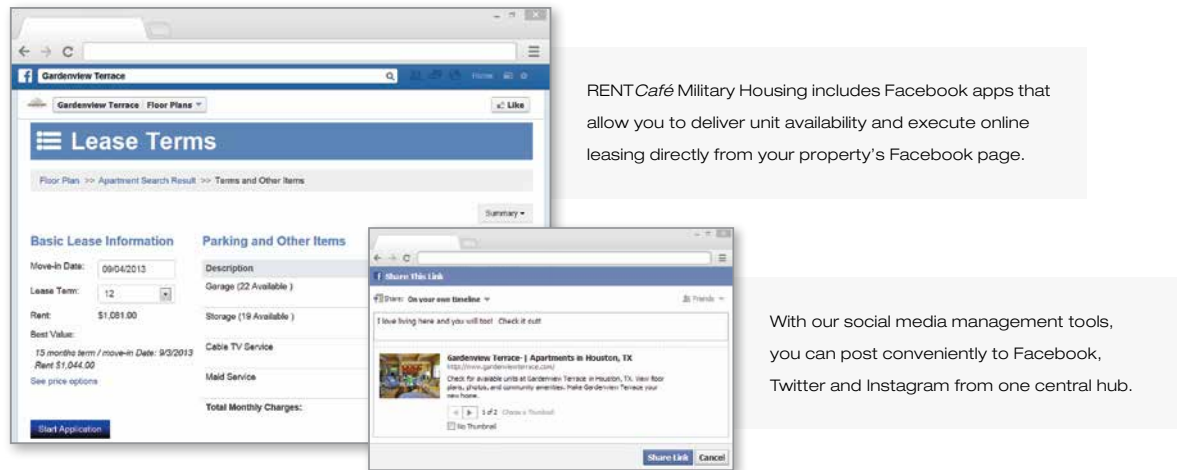 Gardenview Terrace
Home
Gardenview Terrace Floor Plans
Like
Lease Terms
Floor Plan >> Apartment Search Result >> Terms and Other Items
Summary
Basic Lease Information
Move-in Date: 09/04/2013
Lease Term: 12
Rent: $1,081.00
Best Value:
15 months term / move-in Date: 9/3/2013
Rent $1,044.00
See price options
Start Application
Parking and Other Items
Description
Garage (22 Available )
Storage (19 Available )
Cable TV Service
Maid Service
Total Monthly Charges:
Share This Link
Share: On your own timeline
Friends
I love living here and you will too! Check it out!
Gardenview Terrace- | Apartments in Houston, TX
http://www.gardenviewterrace.com/
Check for available units at Gardenview Terrace in Houston, TX. View floor
plans, photos, and community amenities. Make Gardenview Terrace your
new home.
1 of 2 Choose a Thumbnail
No Thumbnail
Share Link Cancel
RENTCafé Military Housing includes Facebook apps that
allow you to deliver unit availability and execute online
leasing directly from your property's Facebook page.
With our social media management tools,
you can post conveniently to Facebook,
Twitter and Instagram from one central hub.